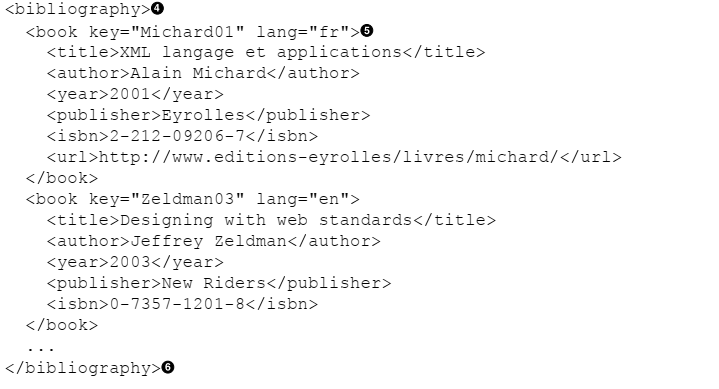 <bibliography>❹
  <book key="Michard01" lang="fr">❺
    <title>XML langage et applications</title>
    <author>Alain Michard</author>
    <year>2001</year>
    <publisher>Eyrolles</publisher>
    <isbn>2-212-09206-7</isbn>
    <url>http://www.editions-eyrolles/livres/michard/</url>
  </book>
  <book key="Zeldman03" lang="en">
    <title>Designing with web standards</title>
    <author>Jeffrey Zeldman</author>
    <year>2003</year>
    <publisher>New Riders</publisher>
    <isbn>0-7357-1201-8</isbn>
  </book>
  ...
</bibliography>❻